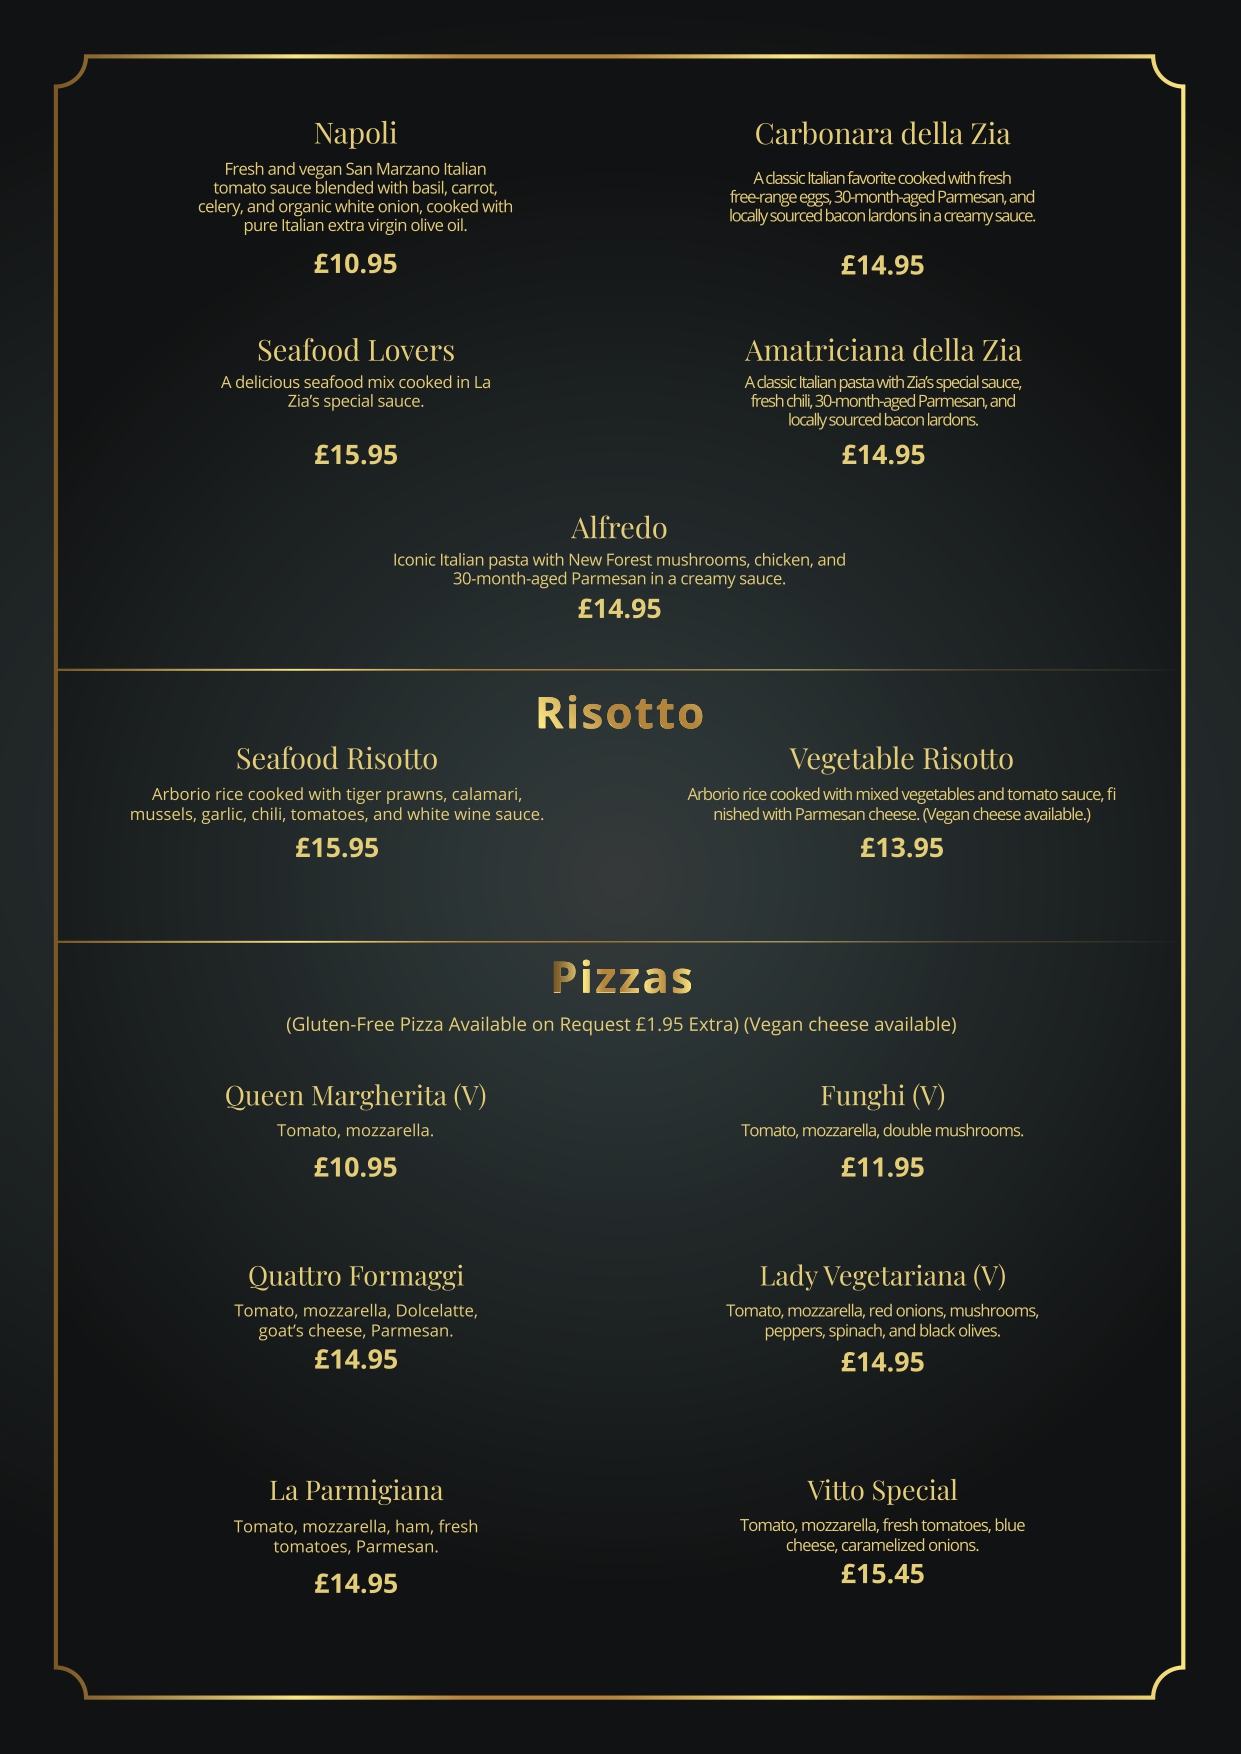 Napoli
Fresh and vegan San Marzano Italian
tomato sauce blended with basil, carrot,
celery, and organic white onion, cooked with
pure Italian extra virgin olive oil.
£10.95
Carbonara della Zia
A classic Italian favorite cooked with fresh
free-range eggs, 30-month-aged Parmesan, and
locally sourced bacon lardons in a creamy sauce.
£14.95
Seafood Lovers
A delicious seafood mix cooked in La
Zia’s special sauce.
£15.95
Amatriciana della Zia
A classic Italian pasta with Zia’s special sauce,
fresh chili, 30-month-aged Parmesan, and
locally sourced bacon lardons.
£14.95
Alfredo
Iconic Italian pasta with New Forest mushrooms, chicken, and
30-month-aged Parmesan in a creamy sauce.
£14.95
Risotto
Seafood Risotto
Arborio rice cooked with tiger prawns, calamari,
mussels, garlic, chili, tomatoes, and white wine sauce.
£15.95
Vegetable Risotto
Arborio rice cooked with mixed vegetables and tomato sauce, fi
nished with Parmesan cheese. (Vegan cheese available.)
£13.95
Pizzas
(Gluten-Free Pizza Available on Request £1.95 Extra) (Vegan cheese available)
Queen Margherita (V)
Tomato, mozzarella.
£10.95
Funghi (V)
Tomato, mozzarella, double mushrooms.
£11.95
Quattro Formaggi
Tomato, mozzarella, Dolcelatte,
goat’s cheese, Parmesan.
£14.95
Lady Vegetariana (V)
Tomato, mozzarella, red onions, mushrooms,
peppers, spinach, and black olives.
£14.95
La Parmigiana
Tomato, mozzarella, ham, fresh
tomatoes, Parmesan.
£14.95
Vitto Special
Tomato, mozzarella, fresh tomatoes, blue
cheese, caramelized onions.
£15.45